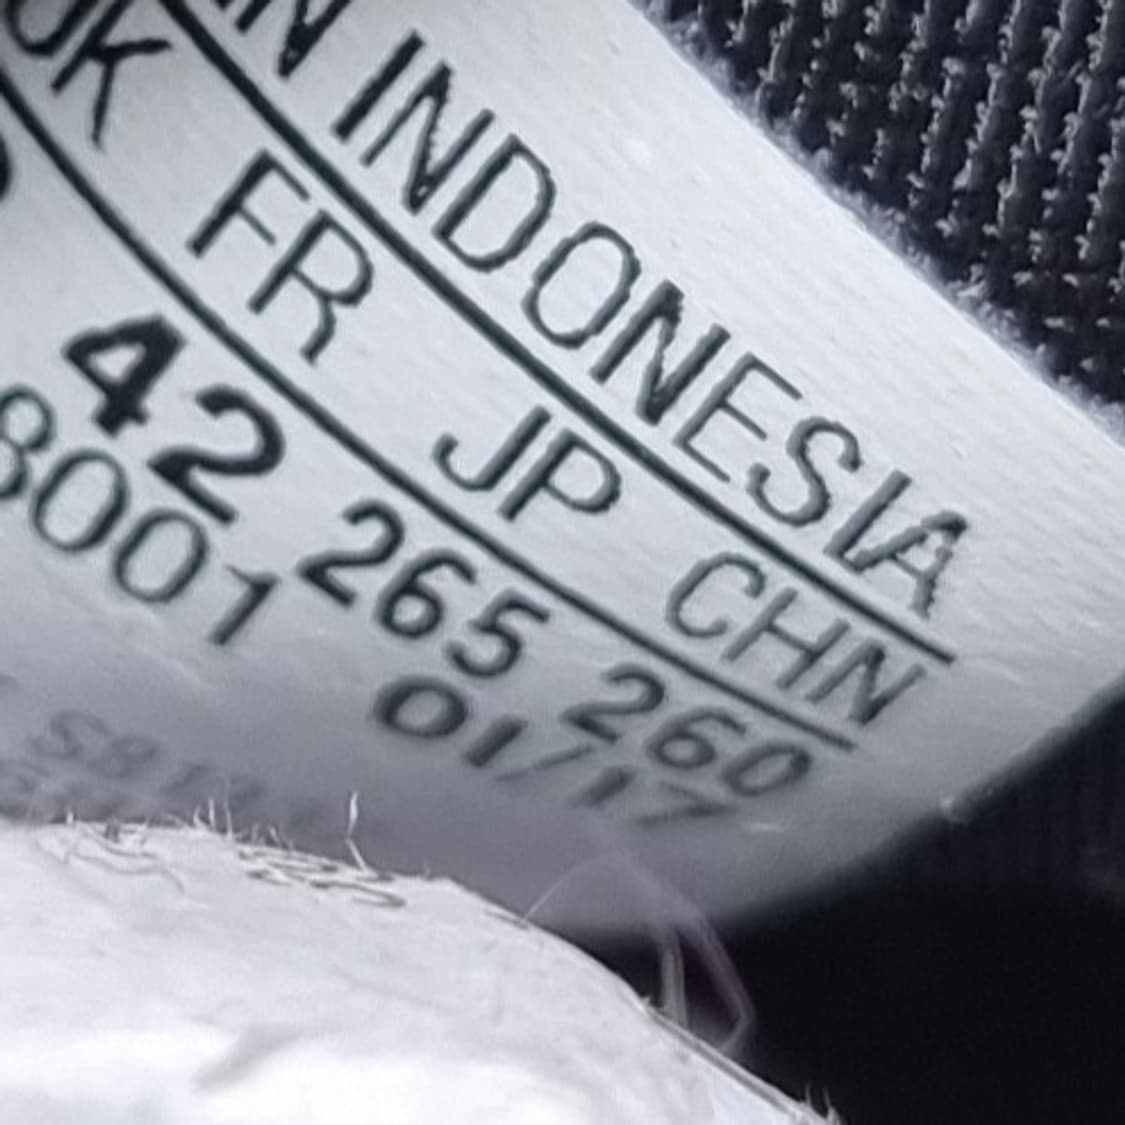 IN INDONESIA
UK FR JP CHN
42 265 260
8001 01/17